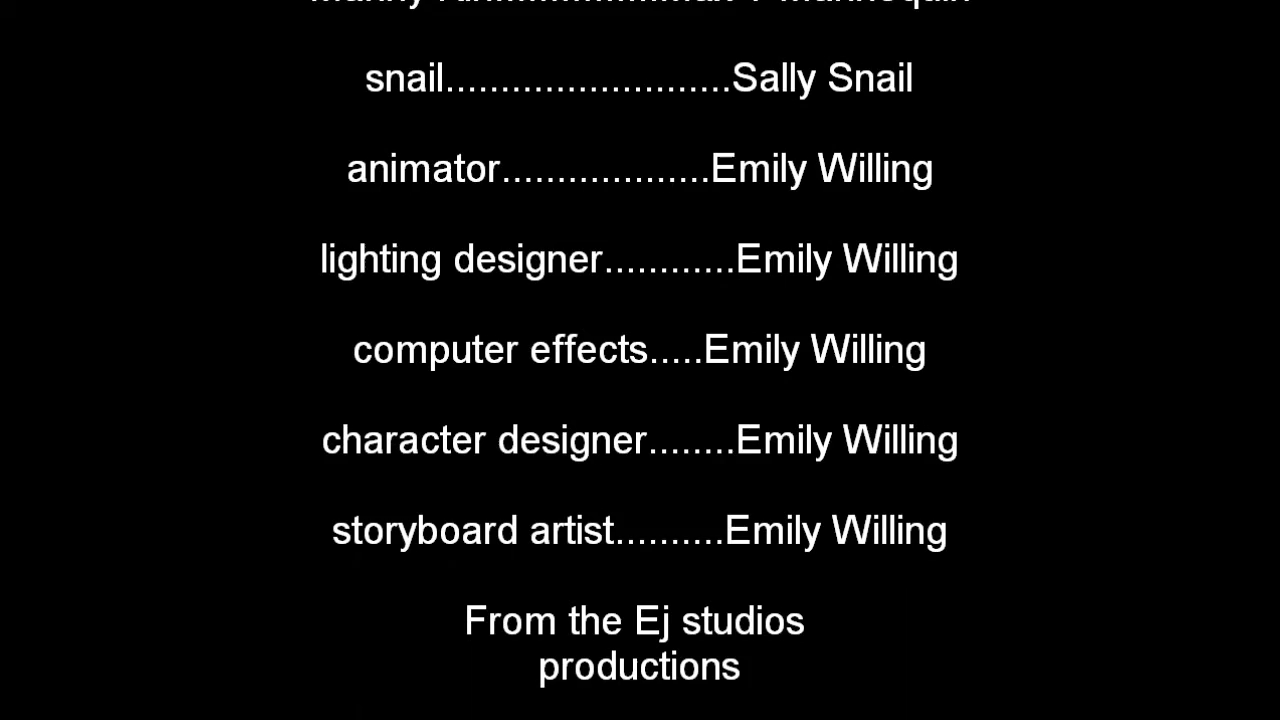 snail..........................Sally Snail
animator...................Emily Willing
lighting designer............Emily Willing
computer effects.....Emily Willing
character designer........Emily Willing
storyboard artist..........Emily Willing
From the Ej studios
productions